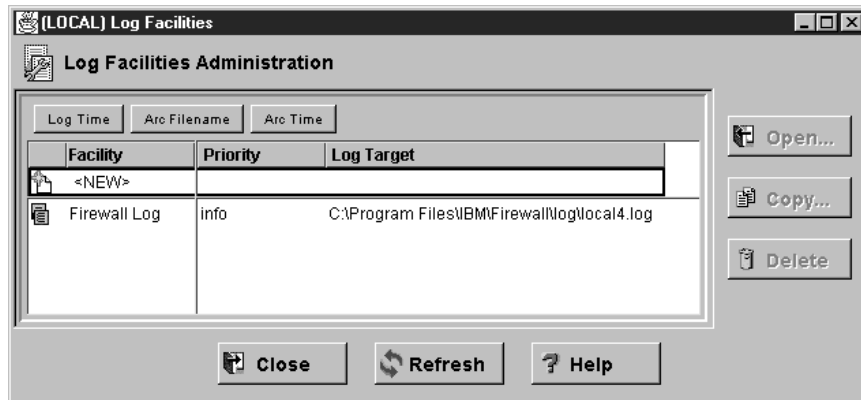 (LOCAL) Log Facilities
Log Facilities Administration
Log Time Arc Filename Arc Time
Facility Priority Log Target
<NEW>
Firewall Log info C:\Program Files\IBM\Firewall\log\local4.log
Open...
Copy...
Delete
Close Refresh Help